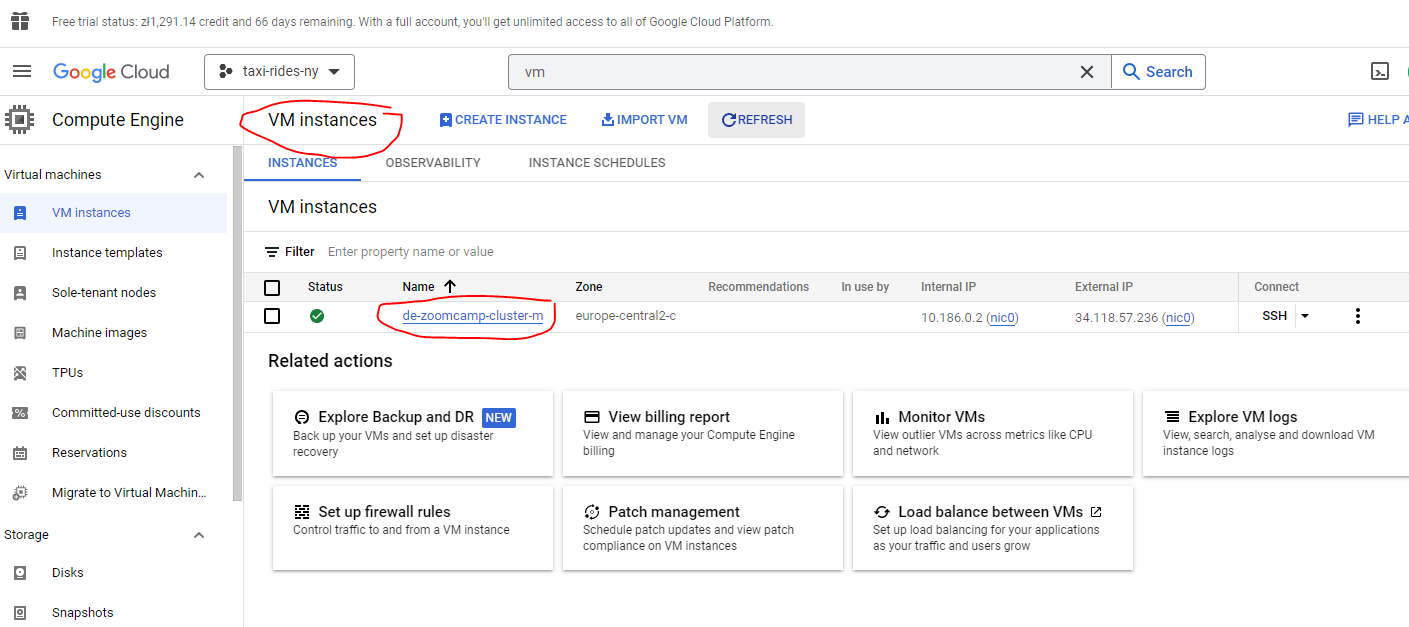 Free trial status: zł1,291.14 credit and 66 days remaining. With a full account, you'll get unlimited access to all of Google Cloud Platform.
Google Cloud
taxi-rides-ny
vm
Search
Compute Engine
VM instances
CREATE INSTANCE
IMPORT VM
REFRESH
HELP A
Virtual machines
VM instances
Instance templates
Sole-tenant nodes
Machine images
TPUs
Committed-use discounts
Reservations
Migrate to Virtual Machin...
Storage
Disks
Snapshots
INSTANCES
OBSERVABILITY
INSTANCE SCHEDULES
VM instances
Filter Enter property name or value
Status Name Zone Recommendations In use by Internal IP External IP Connect
de-zoomcamp-cluster-m europe-central2-c 10.186.0.2 (nic0) 34.118.57.236 (nic0) SSH
Related actions
Explore Backup and DR NEW
Back up your VMs and set up disaster
recovery
View billing report
View and manage your Compute Engine
billing
Monitor VMs
View outlier VMs across metrics like CPU
and network
Explore VM logs
View, search, analyse and download VM
instance logs
Set up firewall rules
Control traffic to and from a VM instance
Patch management
Schedule patch updates and view patch
compliance on VM instances
Load balance between VMs
Set up load balancing for your applications
as your traffic and users grow